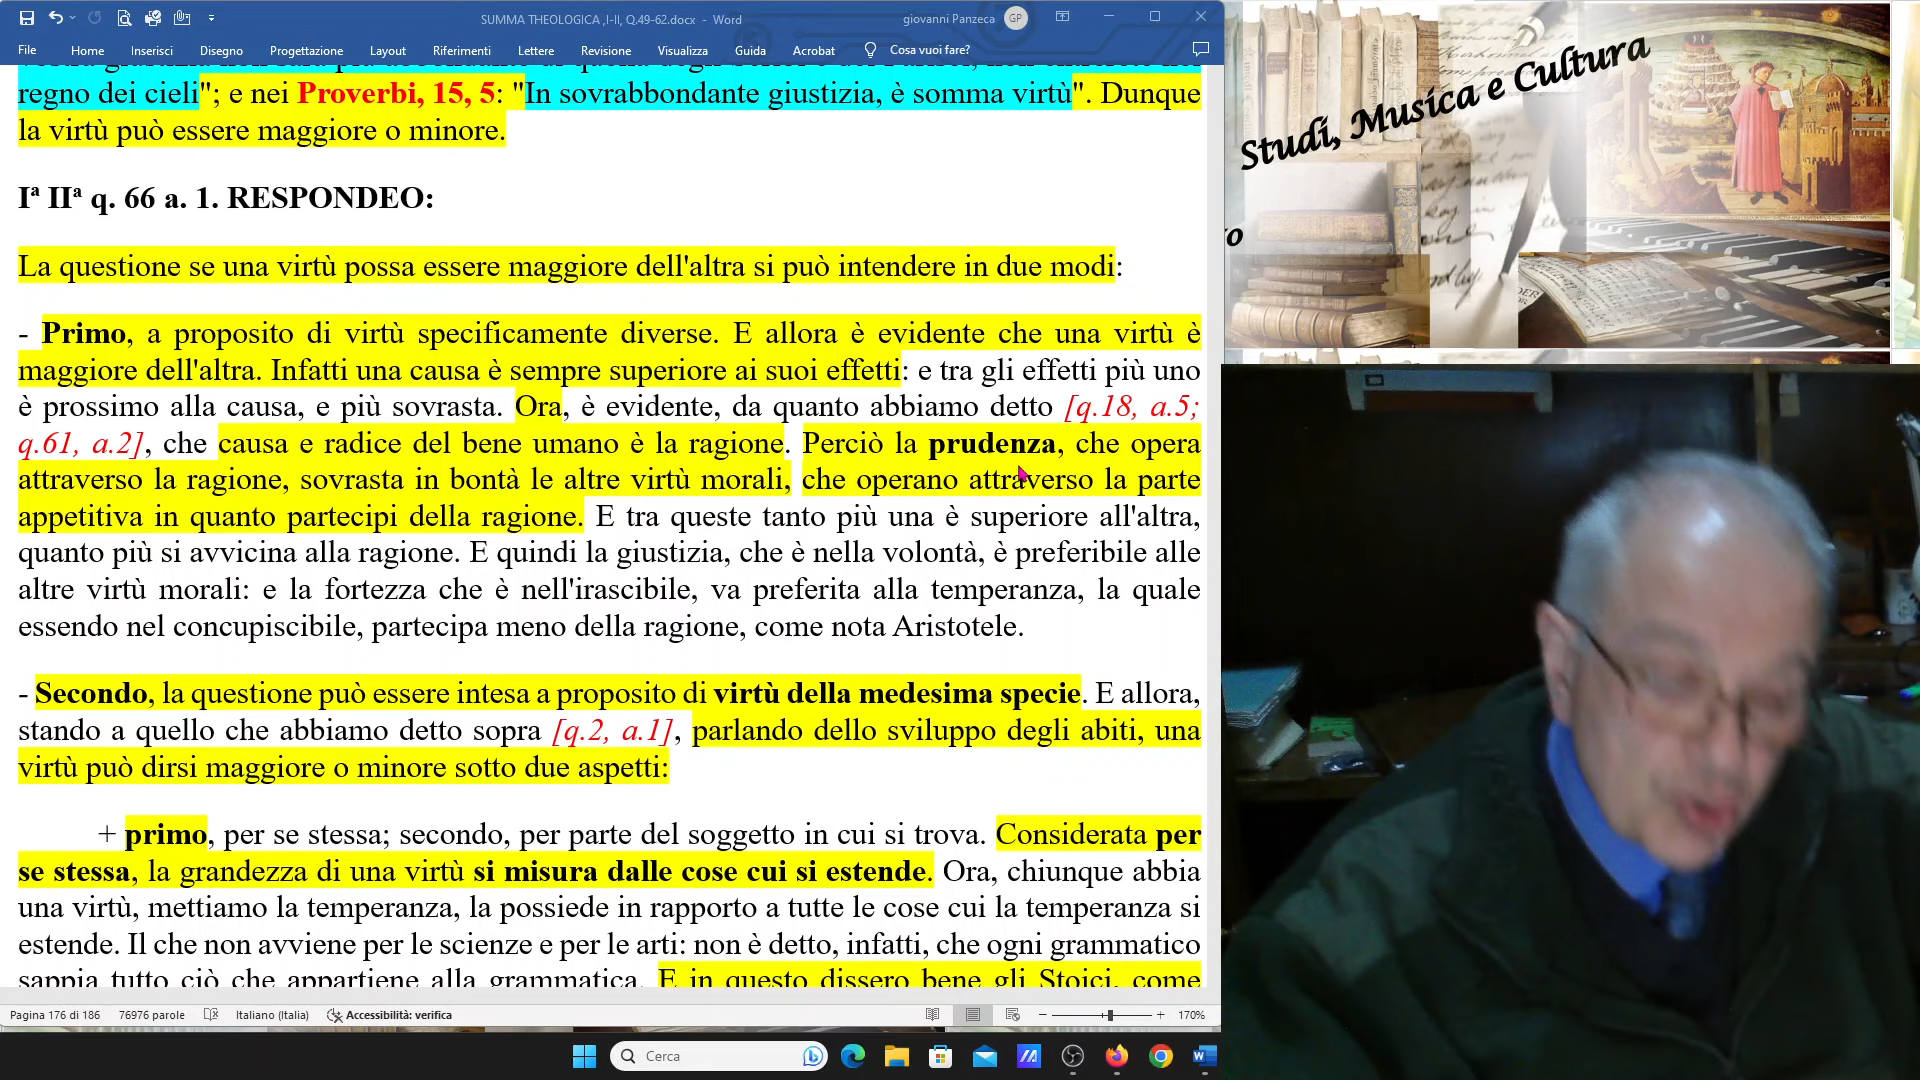 SUMMA THEOLOGICA ,I-II, Q.49-62.docx - Word
giovanni Panzeca GP
File Home Inserisci Disegno Progettazione Layout Riferimenti Lettere Revisione Visualizza Guida Acrobat Cosa vuoi fare?
regno dei cieli"; e nei Proverbi, 15, 5: "In sovrabbondante giustizia, è somma virtù". Dunque
la virtù può essere maggiore o minore.
Iª IIª q. 66 a. 1. RESPONDEO:
La questione se una virtù possa essere maggiore dell'altra si può intendere in due modi:
- Primo, a proposito di virtù specificamente diverse. E allora è evidente che una virtù è
maggiore dell'altra. Infatti una causa è sempre superiore ai suoi effetti: e tra gli effetti più uno
è prossimo alla causa, e più sovrasta. Ora, è evidente, da quanto abbiamo detto [q.18, a.5;
q.61, a.2], che causa e radice del bene umano è la ragione. Perciò la prudenza, che opera
attraverso la ragione, sovrasta in bontà le altre virtù morali, che operano attraverso la parte
appetitiva in quanto partecipi della ragione. E tra queste tanto più una è superiore all'altra,
quanto più si avvicina alla ragione. E quindi la giustizia, che è nella volontà, è preferibile alle
altre virtù morali: e la fortezza che è nell'irascibile, va preferita alla temperanza, la quale
essendo nel concupiscibile, partecipa meno della ragione, come nota Aristotele.
- Secondo, la questione può essere intesa a proposito di virtù della medesima specie. E allora,
stando a quello che abbiamo detto sopra [q.2, a.1], parlando dello sviluppo degli abiti, una
virtù può dirsi maggiore o minore sotto due aspetti:
+ primo, per se stessa; secondo, per parte del soggetto in cui si trova. Considerata per
se stessa, la grandezza di una virtù si misura dalle cose cui si estende. Ora, chiunque abbia
una virtù, mettiamo la temperanza, la possiede in rapporto a tutte le cose cui la temperanza si
estende. Il che non avviene per le scienze e per le arti: non è detto, infatti, che ogni grammatico
sappia tutto ciò che appartiene alla grammatica. E in questo dissero bene gli Stoici, come
Pagina 176 di 186 76976 parole Italiano (Italia) Accessibilità: verifica 170%
Cerca
Studi, Musica e Cultura